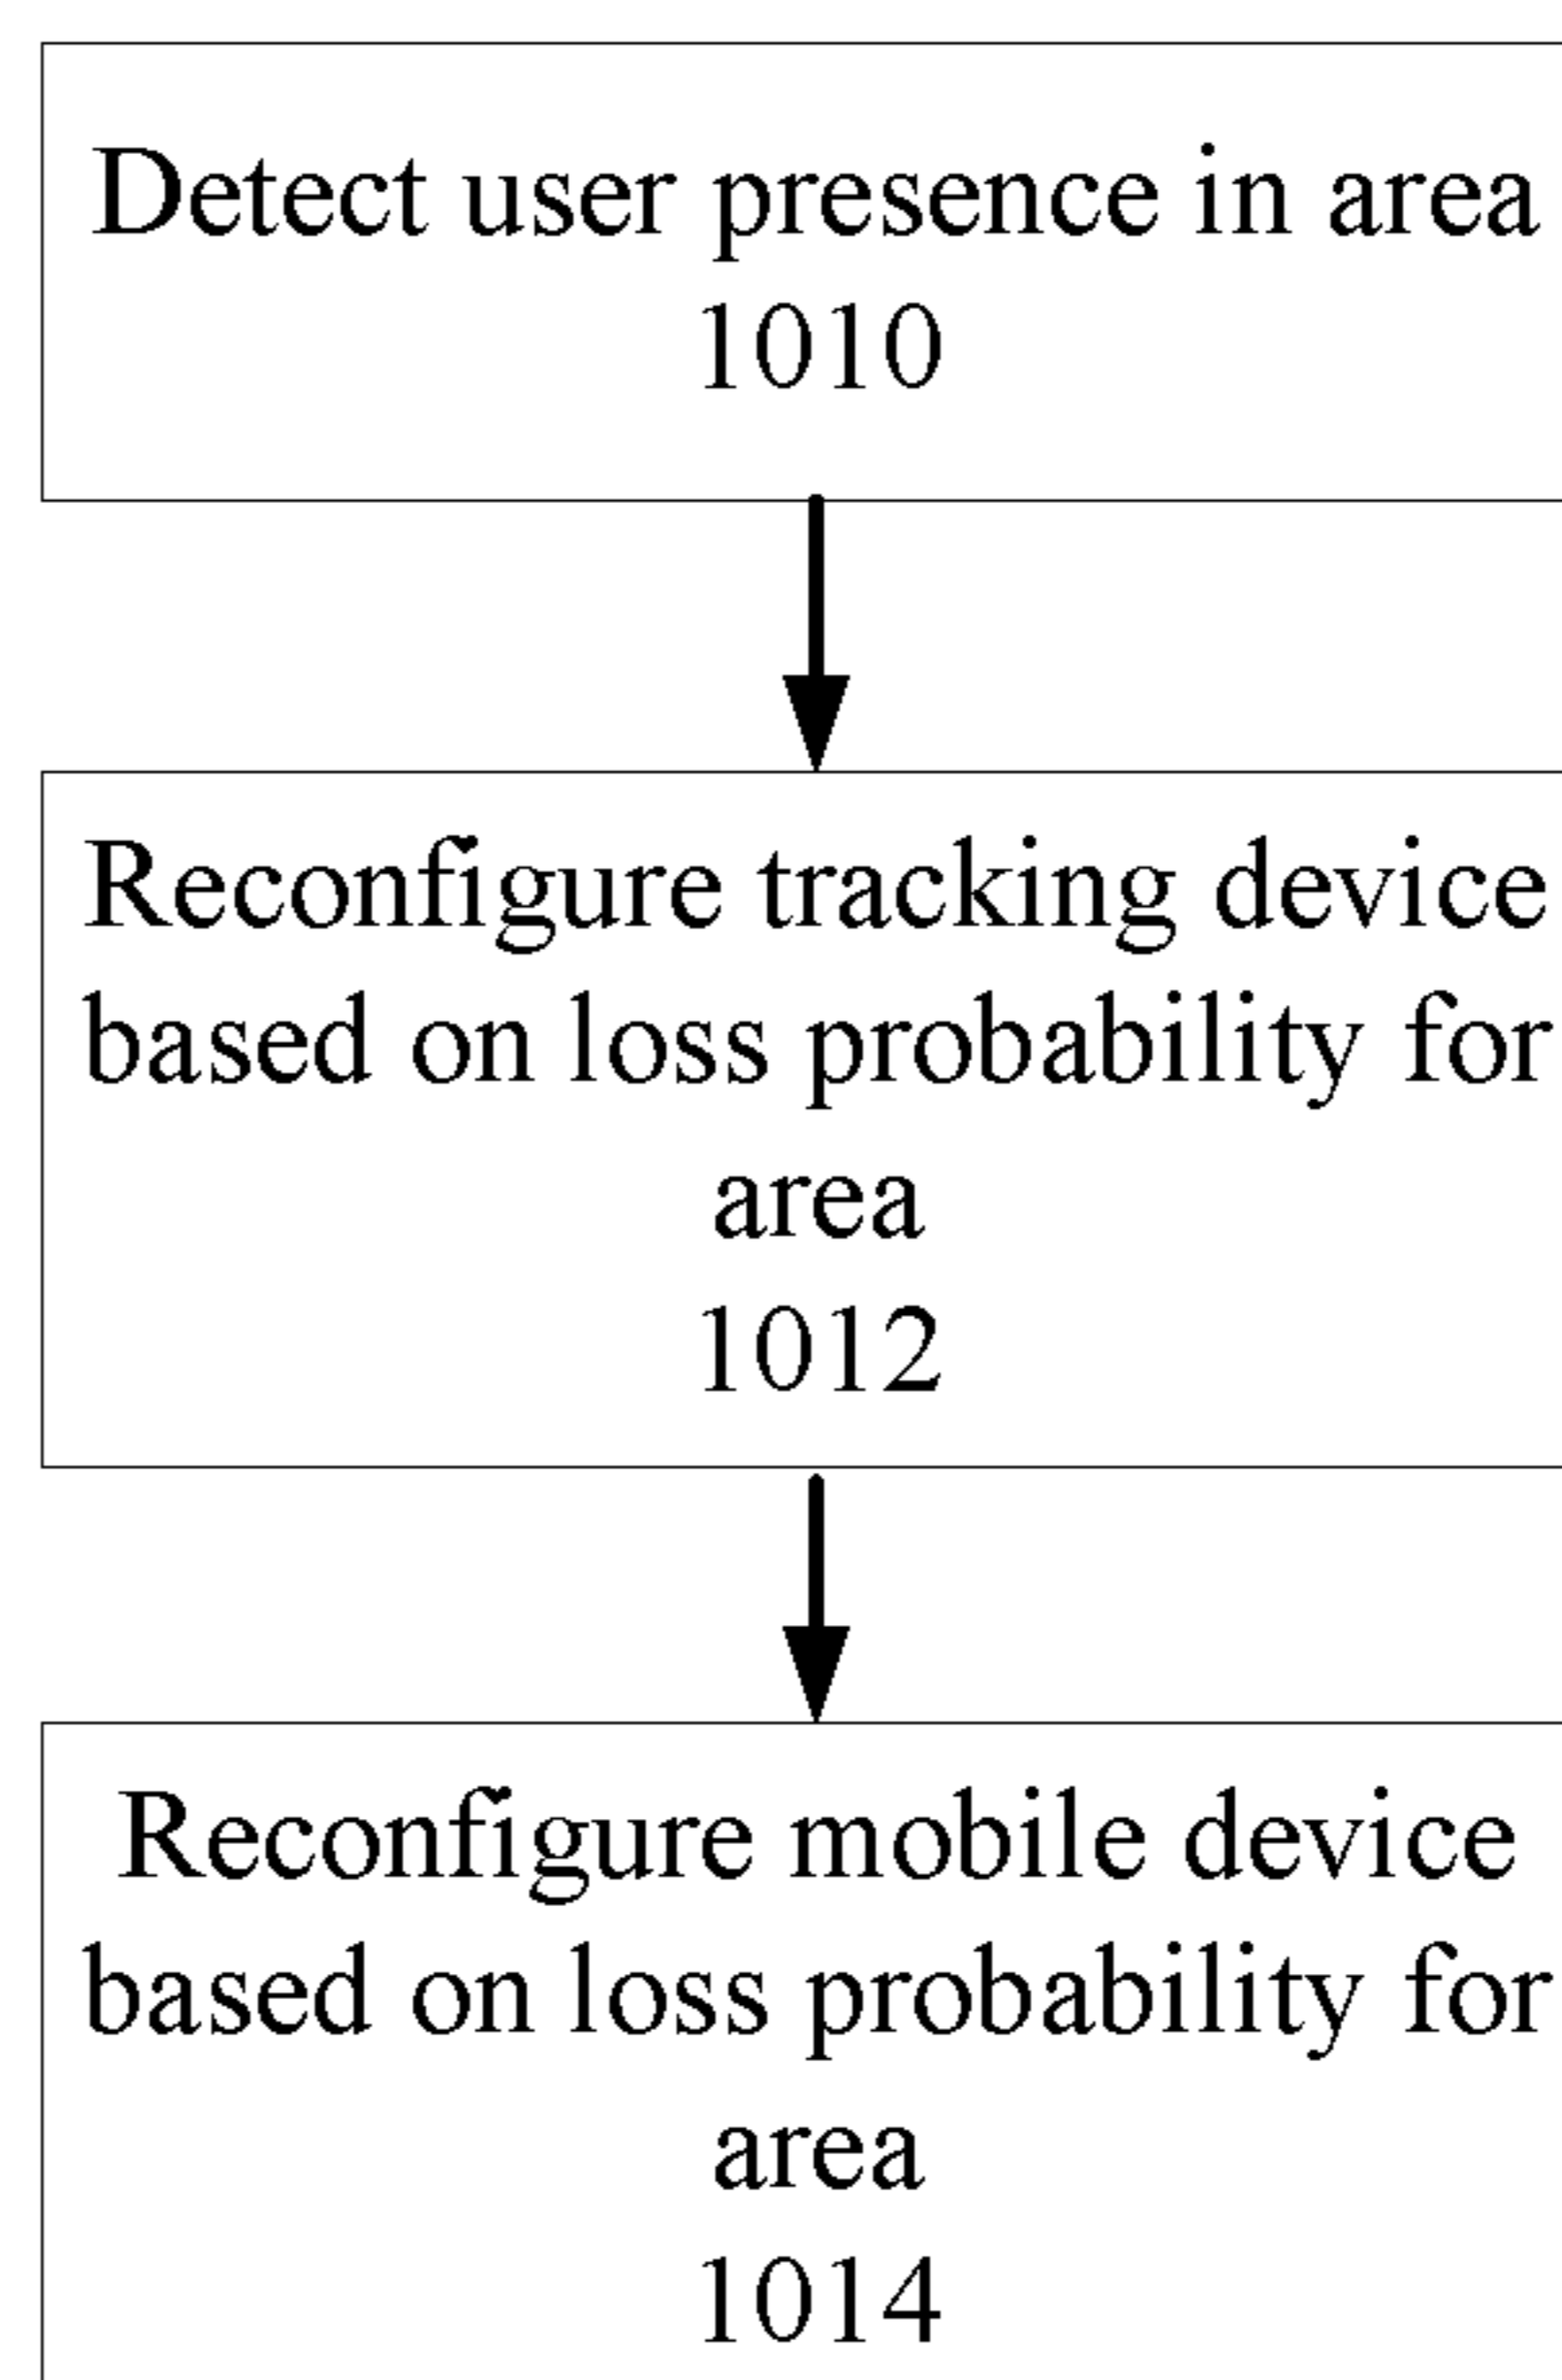 Detect user presence in area
1010
Reconfigure tracking device
based on loss probability for
area
1012
Reconfigure mobile device
based on loss probability for
area
1014